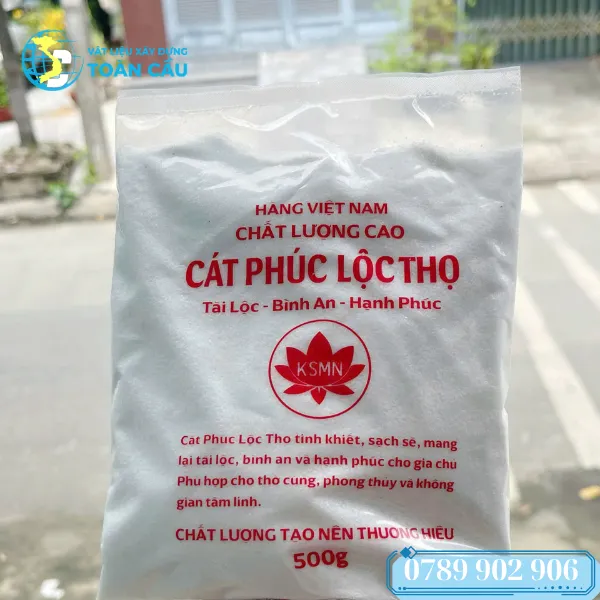 VẬT LIỆU XÂY DỰNG
TOÀN CẦU
HÀNG VIỆT NAM
CHẤT LƯỢNG CAO
CÁT PHÚC LỘC THỌ
Tài Lộc - Bình An - Hạnh Phúc
KSMN
Cát Phúc Lộc Thọ tinh khiết, sạch sẽ, mang
lại tài lộc, bình an và hạnh phúc cho gia chủ
Phù hợp cho thờ cúng, phong thủy và không
gian tâm linh.
CHẤT LƯỢNG TẠO NÊN THƯƠNG HIỆU
500g
0789 902 906